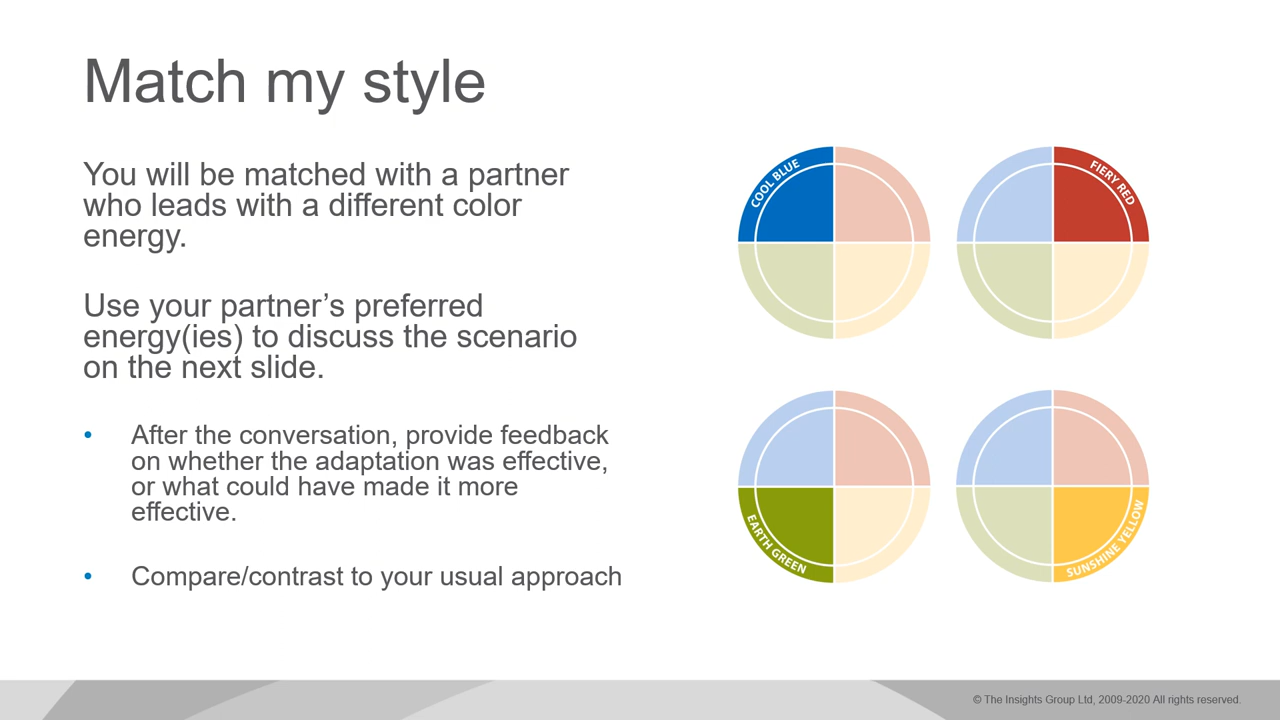 Match my style
You will be matched with a partner
who leads with a different color
energy.
Use your partner’s preferred
energy(ies) to discuss the scenario
on the next slide.
• After the conversation, provide feedback
on whether the adaptation was effective,
or what could have made it more
effective.
• Compare/contrast to your usual approach
COOL BLUE
FIERY RED
EARTH GREEN
SUNSHINE YELLOW
© The Insights Group Ltd, 2009-2020 All rights reserved.